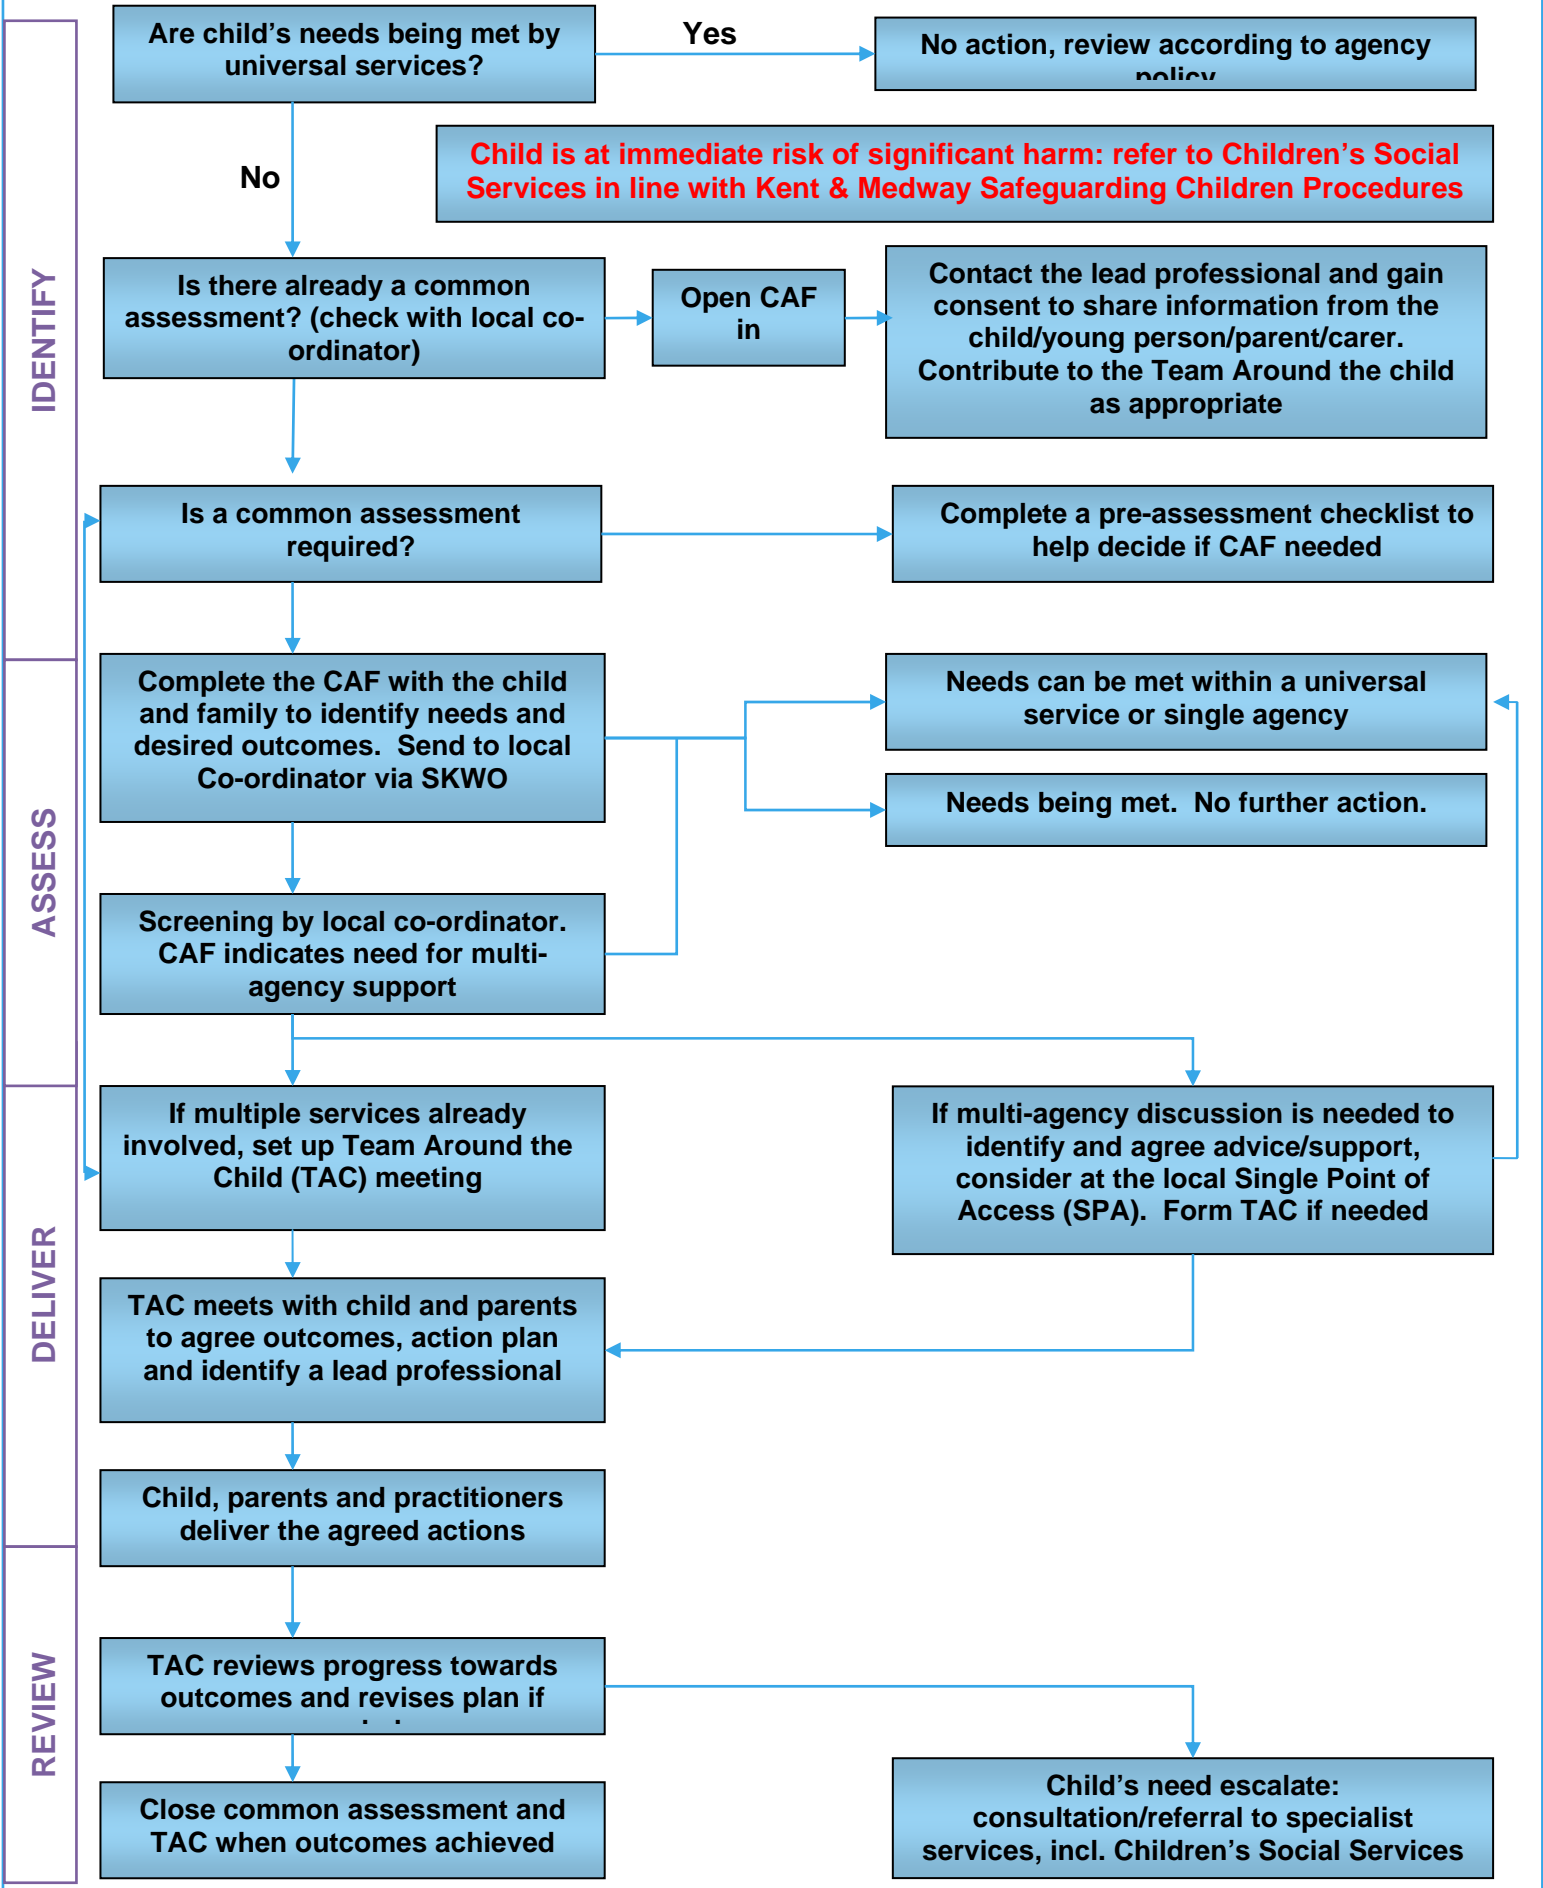 Are child’s needs being met by
universal services?
Yes
No action, review according to agency
policy
No
Child is at immediate risk of significant harm: refer to Children’s Social
Services in line with Kent & Medway Safeguarding Children Procedures
IDENTIFY
Is there already a common
assessment? (check with local co-
ordinator)
Open CAF
in
Contact the lead professional and gain
consent to share information from the
child/young person/parent/carer.
Contribute to the Team Around the child
as appropriate
Is a common assessment
required?
Complete a pre-assessment checklist to
help decide if CAF needed
ASSESS
Complete the CAF with the child
and family to identify needs and
desired outcomes.  Send to local
Co-ordinator via SKWO
Needs can be met within a universal
service or single agency
Needs being met.  No further action.
Screening by local co-ordinator.
CAF indicates need for multi-
agency support
DELIVER
If multiple services already
involved, set up Team Around the
Child (TAC) meeting
If multi-agency discussion is needed to
identify and agree advice/support,
consider at the local Single Point of
Access (SPA).  Form TAC if needed
TAC meets with child and parents
to agree outcomes, action plan
and identify a lead professional
Child, parents and practitioners
deliver the agreed actions
REVIEW
TAC reviews progress towards
outcomes and revises plan if
Close common assessment and
TAC when outcomes achieved
Child’s need escalate:
consultation/referral to specialist
services, incl. Children’s Social Services